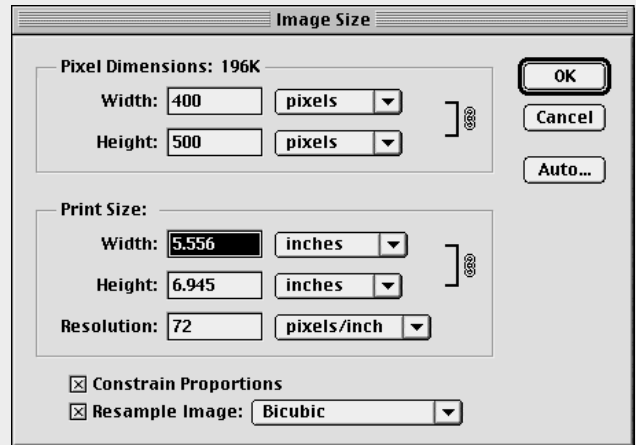 Image Size
Pixel Dimensions: 196K
Width: 400 pixels
Height: 500 pixels
OK
Cancel
Auto...
Print Size:
Width: 5.556 inches
Height: 6.945 inches
Resolution: 72 pixels/inch
Constrain Proportions
Resample Image: Bicubic